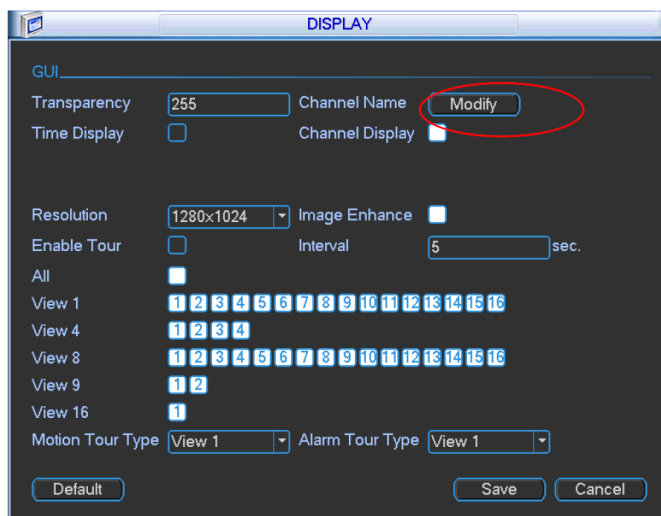 DISPLAY
GUI
Transparency 255 Channel Name Modify
Time Display Channel Display
Resolution 1280×1024 Image Enhance
Enable Tour Interval 5 sec.
All
View 1 1 2 3 4 5 6 7 8 9 10 11 12 13 14 15 16
View 4 1 2 3 4
View 8 1 2 3 4 5 6 7 8 9 10 11 12 13 14 15 16
View 9 1 2
View 16 1
Motion Tour Type View 1 Alarm Tour Type View 1
Default Save Cancel